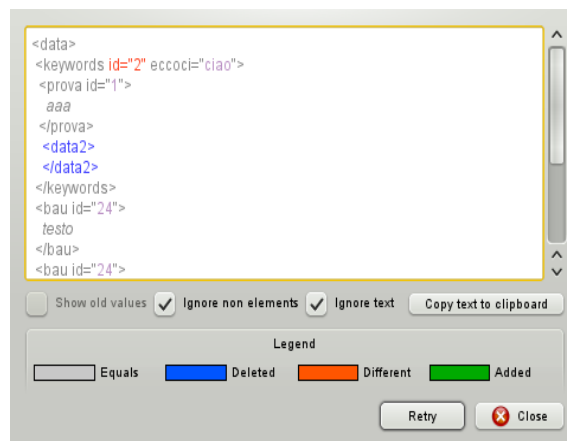 <data>
<keywords id="2" eccoci="ciao">
<prova id="1">
aaa
</prova>
<data2>
</data2>
</keywords>
<bau id="24">
testo
</bau>
<bau id="24">
Show old values Ignore non elements Ignore text Copy text to clipboard
Legend
Equals Deleted Different Added
Retry Close